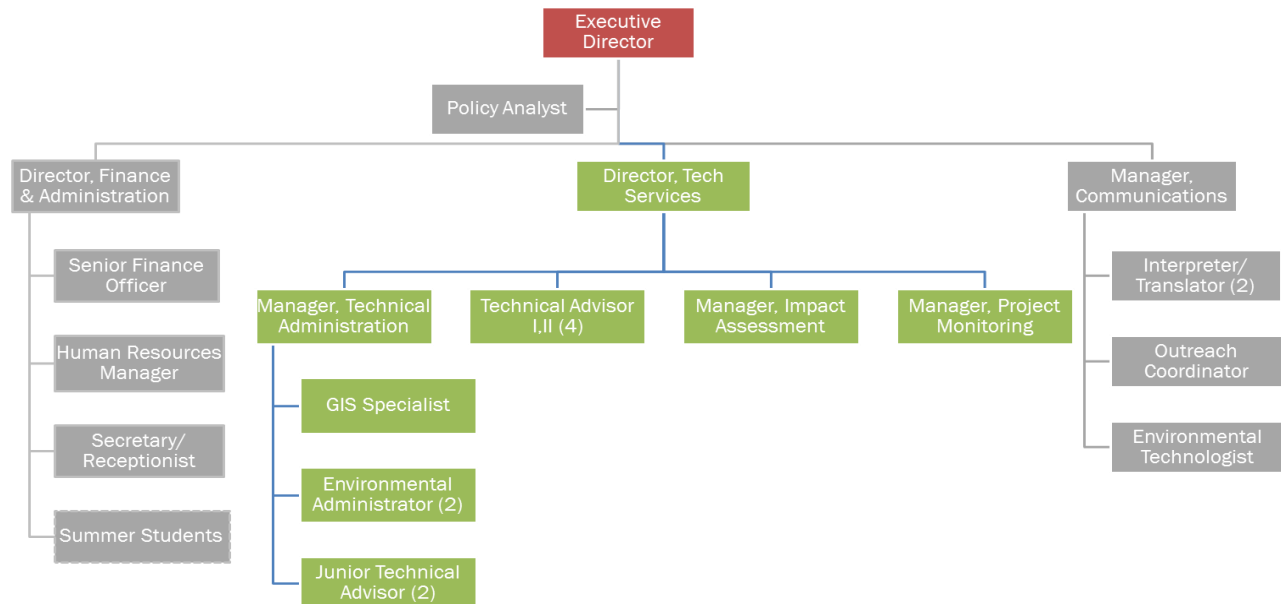 Executive
Director
Policy Analyst
Director, Finance
& Administration
Director, Tech
Services
Manager,
Communications
Senior Finance
Officer
Human Resources
Manager
Secretary/
Receptionist
Summer Students
Manager, Technical
Administration
Technical Advisor
I,II (4)
Manager, Impact
Assessment
Manager, Project
Monitoring
GIS Specialist
Environmental
Administrator (2)
Junior Technical
Advisor (2)
Interpreter/
Translator (2)
Outreach
Coordinator
Environmental
Technologist